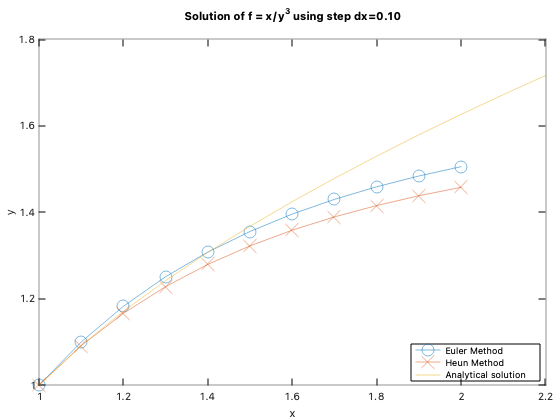 Solution of f = x/y³ using step dx=0.10
1.8
1.6
1.4
1.2
1
y
1
1.2
1.4
1.6
1.8
2
2.2
x
Euler Method
Heun Method
Analytical solution